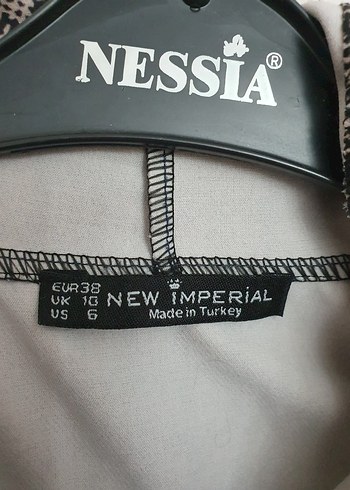 NESSIA®
EUR 38
UK 10
US 6
NEW IMPERIAL
Made in Turkey